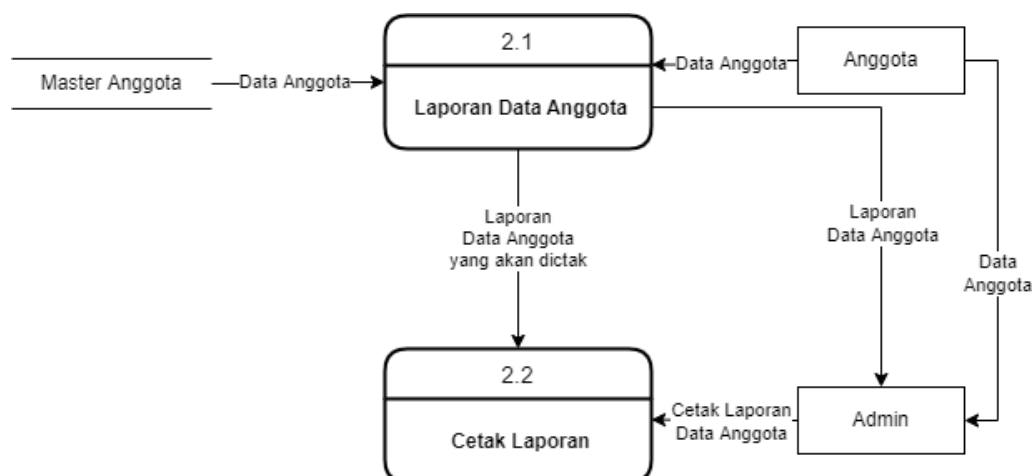 2.1
Laporan Data Anggota
Master Anggota
Data Anggota
Data Anggota
Anggota
Laporan
Data Anggota
yang akan dictak
Laporan
Data Anggota
Data
Anggota
2.2
Cetak Laporan
Cetak Laporan
Data Anggota
Admin